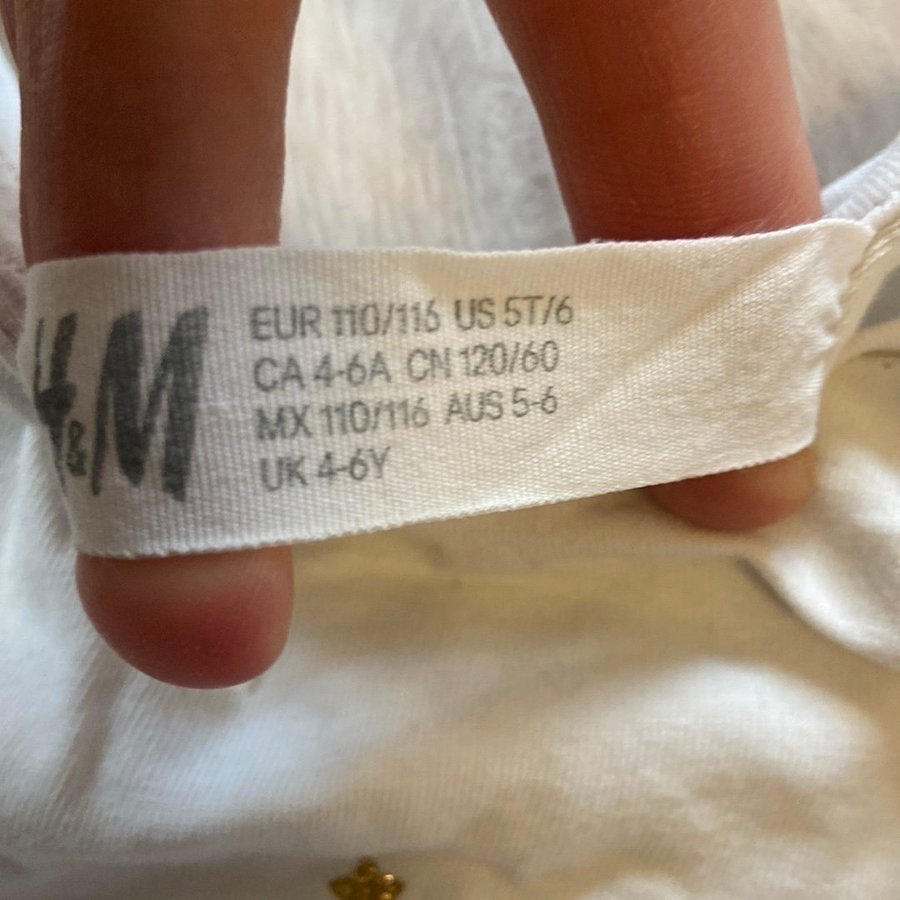 H&M
EUR 110/116 US 5T/6
CA 4-6A CN 120/60
MX 110/116 AUS 5-6
UK 4-6Y